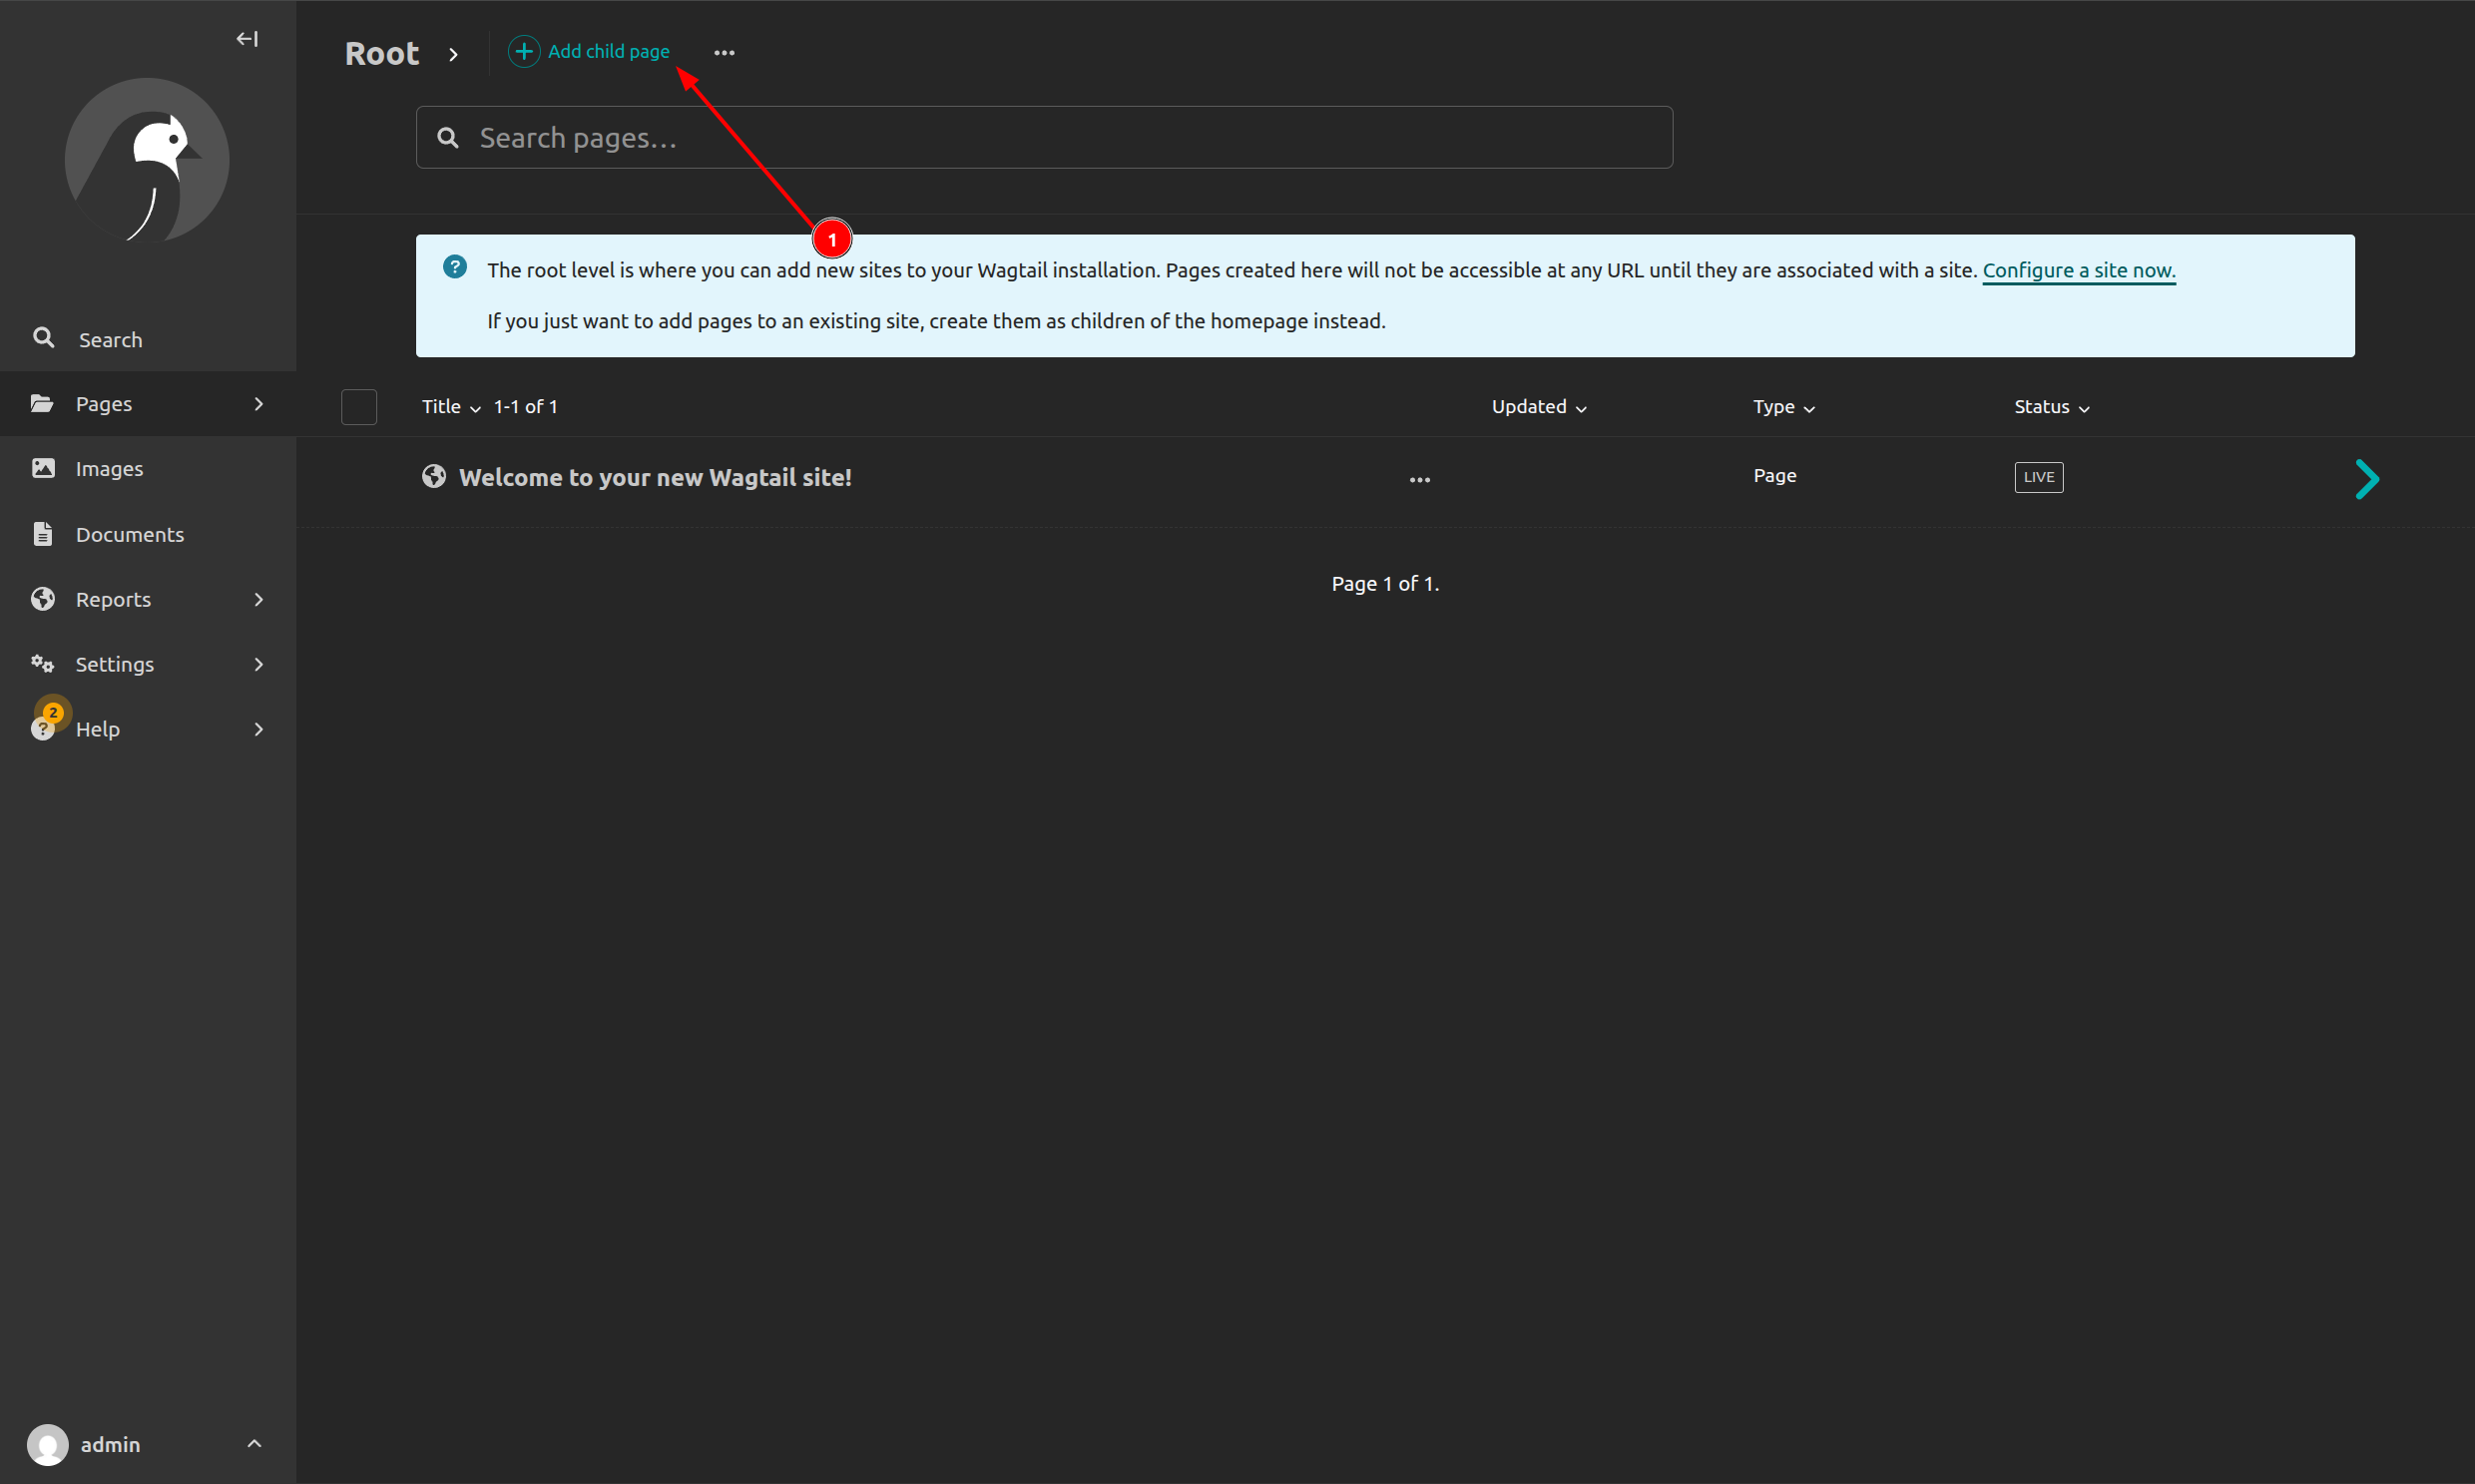 Root
Add child page
Search pages…
1
The root level is where you can add new sites to your Wagtail installation. Pages created here will not be accessible at any URL until they are associated with a site. Configure a site now.
If you just want to add pages to an existing site, create them as children of the homepage instead.
Search
Pages
Images
Documents
Reports
Settings
2
Help
Title 1-1 of 1 Updated Type Status
Welcome to your new Wagtail site! Page LIVE
Page 1 of 1.
admin